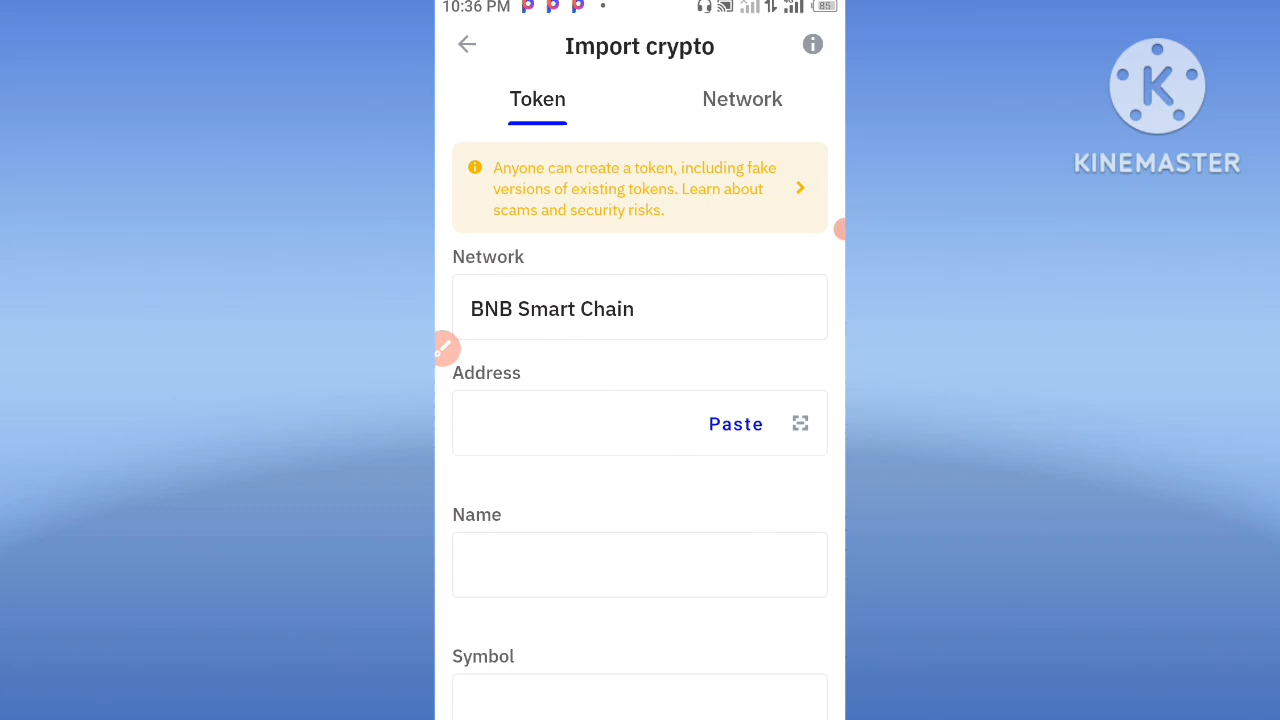 10:36 PM
85
Import crypto
Token
Network
Anyone can create a token, including fake
versions of existing tokens. Learn about
scams and security risks.
Network
BNB Smart Chain
Address
Paste
Name
Symbol
K
KINEMASTER